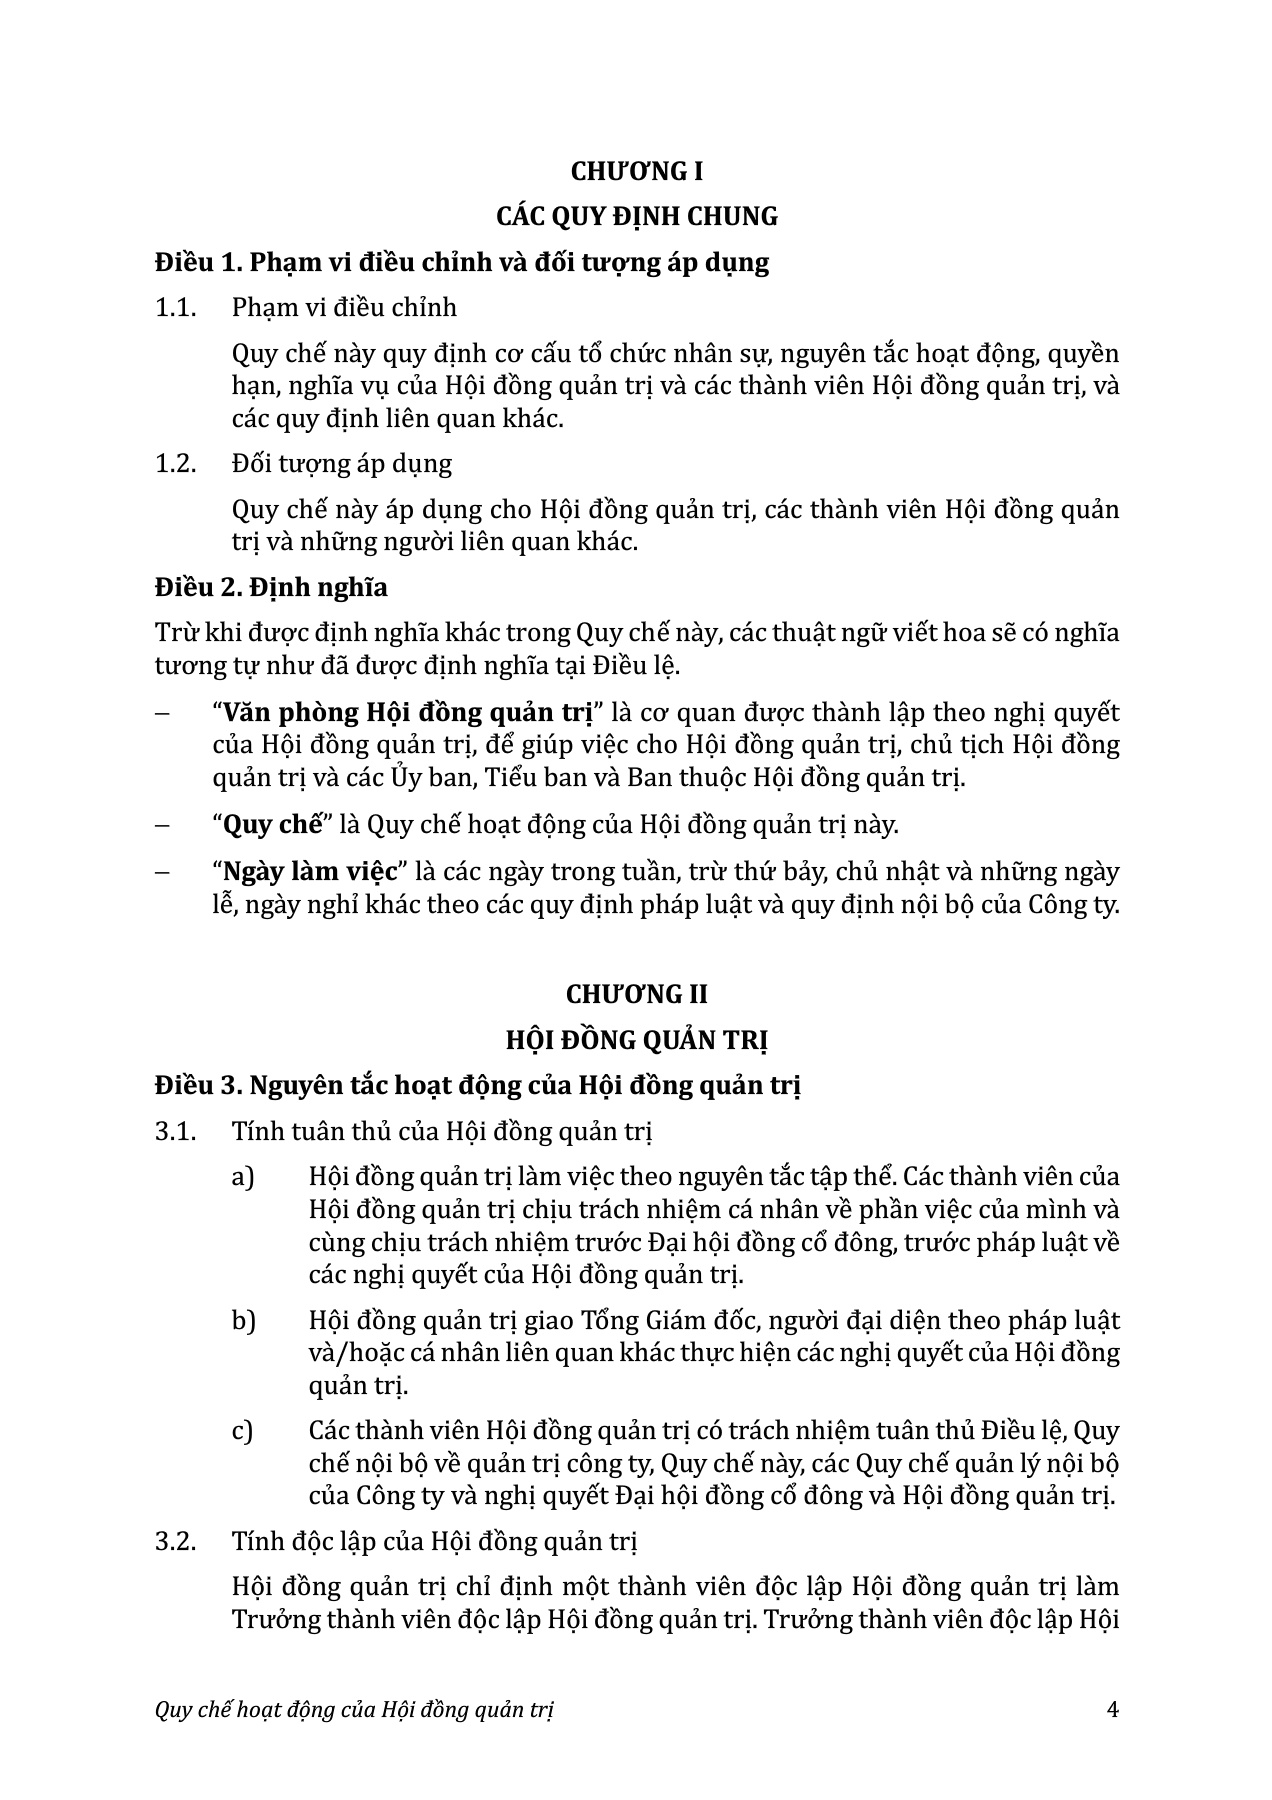 CHƯƠNG I
CÁC QUY ĐỊNH CHUNG
Điều 1. Phạm vi điều chỉnh và đối tượng áp dụng
1.1. Phạm vi điều chỉnh
Quy chế này quy định cơ cấu tổ chức nhân sự, nguyên tắc hoạt động, quyền
hạn, nghĩa vụ của Hội đồng quản trị và các thành viên Hội đồng quản trị, và
các quy định liên quan khác.
1.2. Đối tượng áp dụng
Quy chế này áp dụng cho Hội đồng quản trị, các thành viên Hội đồng quản
trị và những người liên quan khác.
Điều 2. Định nghĩa
Trừ khi được định nghĩa khác trong Quy chế này, các thuật ngữ viết hoa sẽ có nghĩa
tương tự như đã được định nghĩa tại Điều lệ.
– “Văn phòng Hội đồng quản trị” là cơ quan được thành lập theo nghị quyết
của Hội đồng quản trị, để giúp việc cho Hội đồng quản trị, chủ tịch Hội đồng
quản trị và các Ủy ban, Tiểu ban và Ban thuộc Hội đồng quản trị.
– “Quy chế” là Quy chế hoạt động của Hội đồng quản trị này.
– “Ngày làm việc” là các ngày trong tuần, trừ thứ bảy, chủ nhật và những ngày
lễ, ngày nghỉ khác theo các quy định pháp luật và quy định nội bộ của Công ty.
CHƯƠNG II
HỘI ĐỒNG QUẢN TRỊ
Điều 3. Nguyên tắc hoạt động của Hội đồng quản trị
3.1. Tính tuân thủ của Hội đồng quản trị
a) Hội đồng quản trị làm việc theo nguyên tắc tập thể. Các thành viên của
Hội đồng quản trị chịu trách nhiệm cá nhân về phần việc của mình và
cùng chịu trách nhiệm trước Đại hội đồng cổ đông, trước pháp luật về
các nghị quyết của Hội đồng quản trị.
b) Hội đồng quản trị giao Tổng Giám đốc, người đại diện theo pháp luật
và/hoặc cá nhân liên quan khác thực hiện các nghị quyết của Hội đồng
quản trị.
c) Các thành viên Hội đồng quản trị có trách nhiệm tuân thủ Điều lệ, Quy
chế nội bộ về quản trị công ty, Quy chế này, các Quy chế quản lý nội bộ
của Công ty và nghị quyết Đại hội đồng cổ đông và Hội đồng quản trị.
3.2. Tính độc lập của Hội đồng quản trị
Hội đồng quản trị chỉ định một thành viên độc lập Hội đồng quản trị làm
Trưởng thành viên độc lập Hội đồng quản trị. Trưởng thành viên độc lập Hội
Quy chế hoạt động của Hội đồng quản trị 4